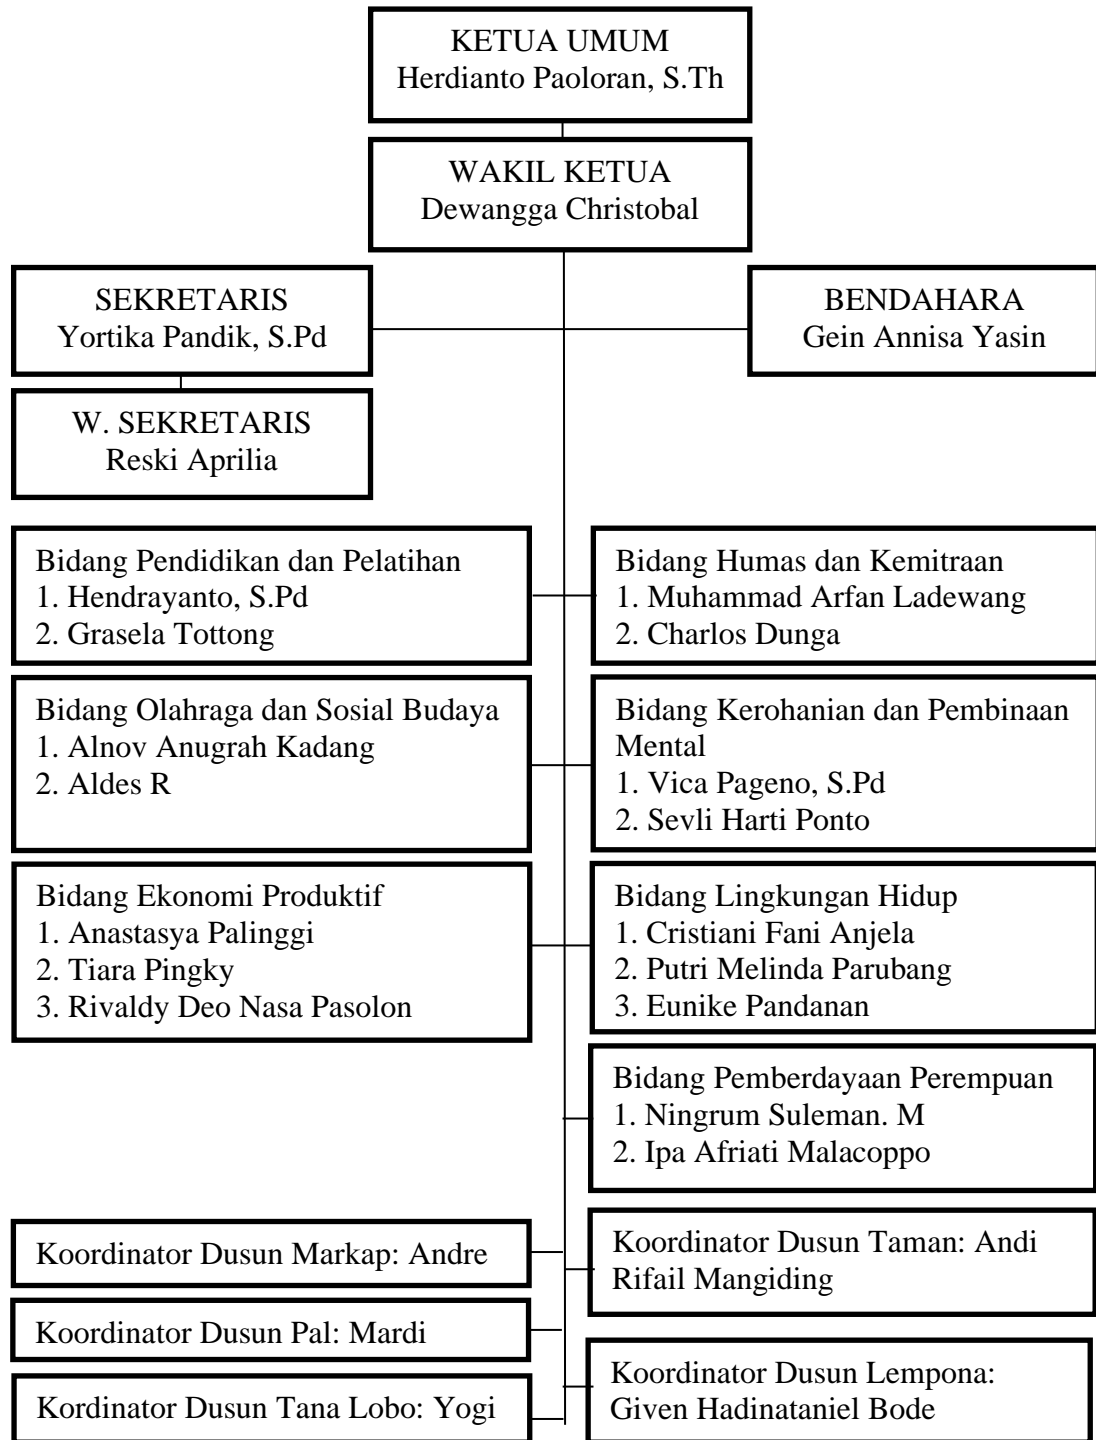 KETUA UMUM
Herdianto Paoloran, S.Th
WAKIL KETUA
Dewangga Christobal
SEKRETARIS
Yortika Pandik, S.Pd
BENDAHARA
Gein Annisa Yasin
W. SEKRETARIS
Reski Aprilia
Bidang Pendidikan dan Pelatihan
1. Hendrayanto, S.Pd
2. Grasela Tottong
Bidang Humas dan Kemitraan
1. Muhammad Arfan Ladewang
2. Charlos Dunga
Bidang Olahraga dan Sosial Budaya
1. Alnov Anugrah Kadang
2. Aldes R
Bidang Kerohanian dan Pembinaan
Mental
1. Vica Pageno, S.Pd
2. Sevli Harti Ponto
Bidang Ekonomi Produktif
1. Anastasya Palinggi
2. Tiara Pingky
3. Rivaldy Deo Nasa Pasolon
Bidang Lingkungan Hidup
1. Cristiani Fani Anjela
2. Putri Melinda Parubang
3. Eunike Pandanan
Bidang Pemberdayaan Perempuan
1. Ningrum Suleman. M
2. Ipa Afriati Malacoppo
Koordinator Dusun Markap: Andre
Koordinator Dusun Taman: Andi
Rifail Mangiding
Koordinator Dusun Pal: Mardi
Koordinator Dusun Lempona:
Given Hadinataniel Bode
Kordinator Dusun Tana Lobo: Yogi